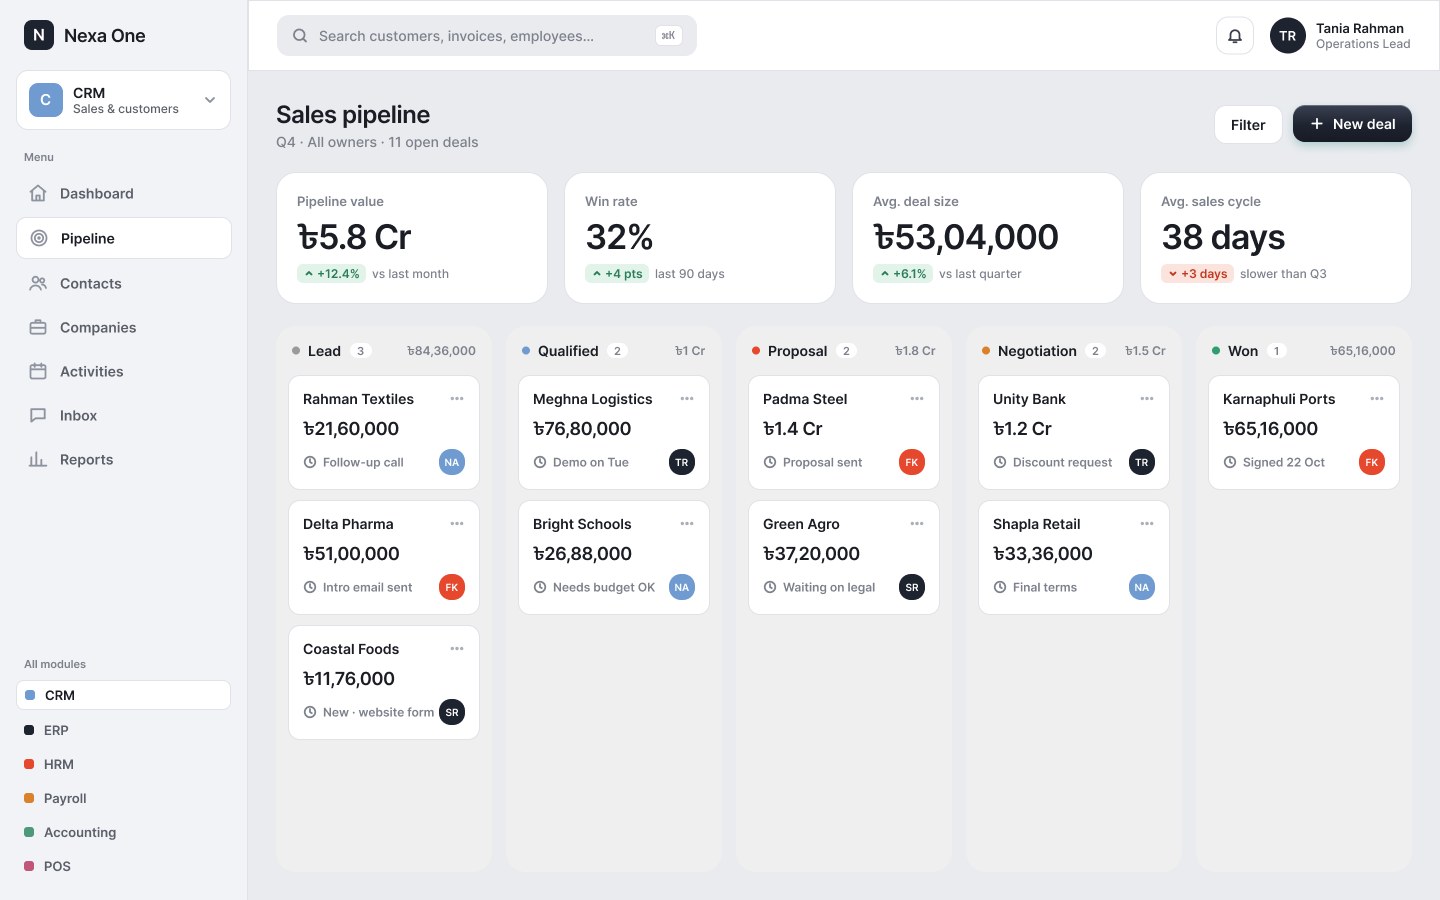 N Nexa One
Search customers, invoices, employees... ⌘K
TR Tania Rahman
Operations Lead
C CRM
Sales & customers
Menu
Dashboard
Pipeline
Contacts
Companies
Activities
Inbox
Reports
All modules
CRM
ERP
HRM
Payroll
Accounting
POS
Sales pipeline
Q4 · All owners · 11 open deals
Filter
+ New deal
Pipeline value
৳5.8 Cr
+12.4% vs last month
Win rate
32%
+4 pts last 90 days
Avg. deal size
৳53,04,000
+6.1% vs last quarter
Avg. sales cycle
38 days
+3 days slower than Q3
Lead 3 ৳84,36,000
Rahman Textiles
৳21,60,000
Follow-up call NA
Delta Pharma
৳51,00,000
Intro email sent FK
Coastal Foods
৳11,76,000
New · website form SR
Qualified 2 ৳1 Cr
Meghna Logistics
৳76,80,000
Demo on Tue TR
Bright Schools
৳26,88,000
Needs budget OK NA
Proposal 2 ৳1.8 Cr
Padma Steel
৳1.4 Cr
Proposal sent FK
Green Agro
৳37,20,000
Waiting on legal SR
Negotiation 2 ৳1.5 Cr
Unity Bank
৳1.2 Cr
Discount request TR
Shapla Retail
৳33,36,000
Final terms NA
Won 1 ৳65,16,000
Karnaphuli Ports
৳65,16,000
Signed 22 Oct FK